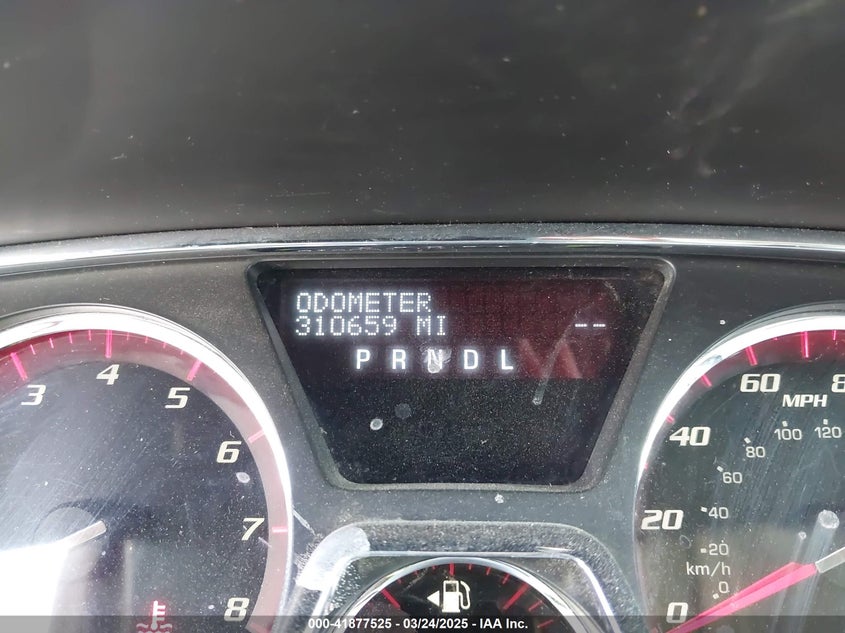 ODOMETER
310659 MI --
P R N D L
3 4 5 6 7 8
0 20 40 60 8
MPH
0 20 40 60 80 100 120
km/h
000-41877525 - 03/24/2025 - IAA Inc.